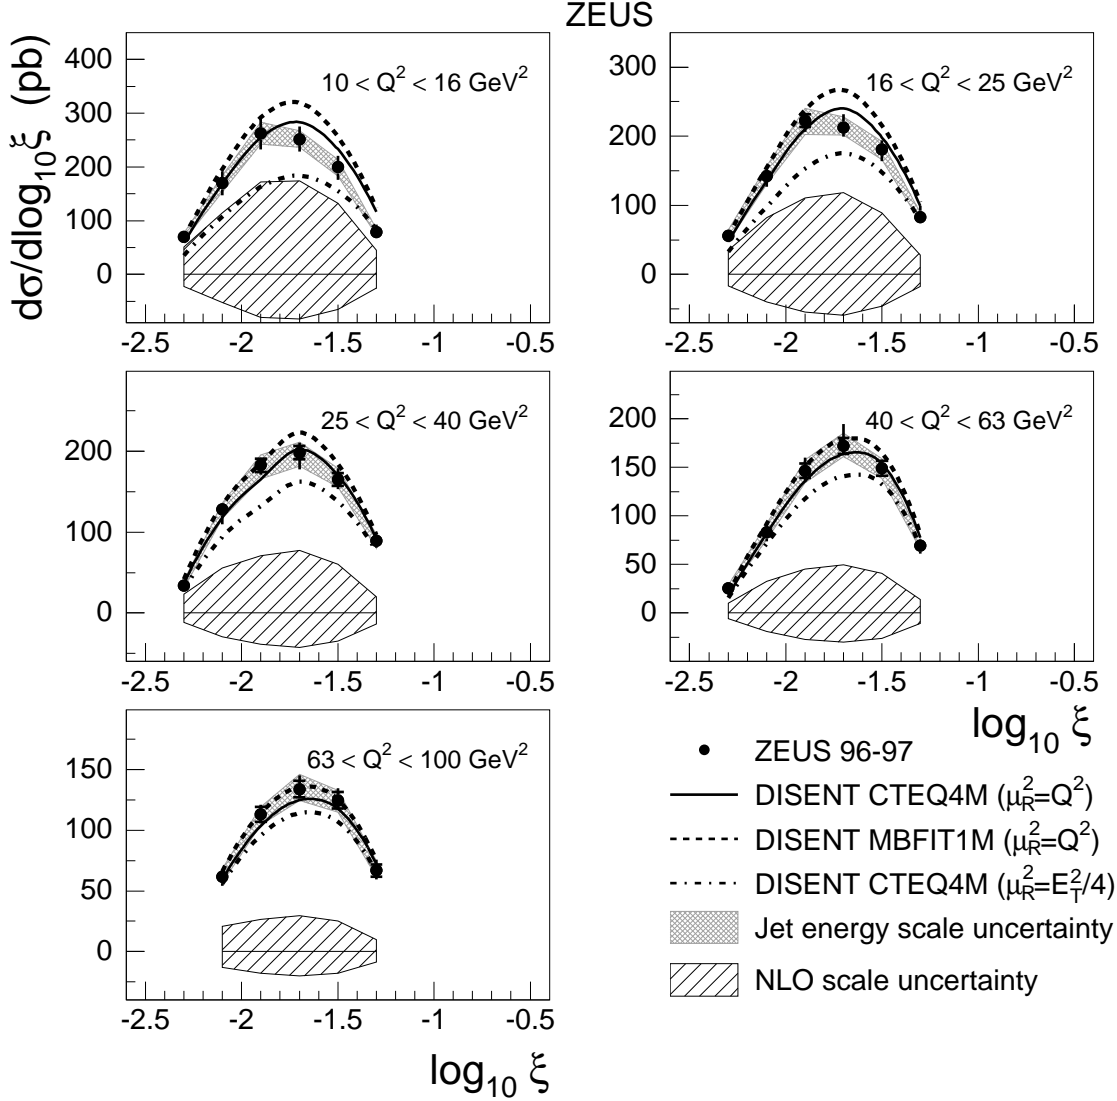 ZEUS
dσ/dlog₁₀ξ (pb)
10 < Q² < 16 GeV²
400
300
200
100
0
-2.5 -2 -1.5 -1 -0.5
16 < Q² < 25 GeV²
300
200
100
0
-2.5 -2 -1.5 -1 -0.5
25 < Q² < 40 GeV²
200
100
0
-2.5 -2 -1.5 -1 -0.5
40 < Q² < 63 GeV²
200
150
100
50
0
-2.5 -2 -1.5 -1 -0.5
log₁₀ ξ
63 < Q² < 100 GeV²
150
100
50
0
-2.5 -2 -1.5 -1 -0.5
log₁₀ ξ
ZEUS 96-97
DISENT CTEQ4M (μ_R²=Q²)
DISENT MBFIT1M (μ_R²=Q²)
DISENT CTEQ4M (μ_R²=E_T²/4)
Jet energy scale uncertainty
NLO scale uncertainty